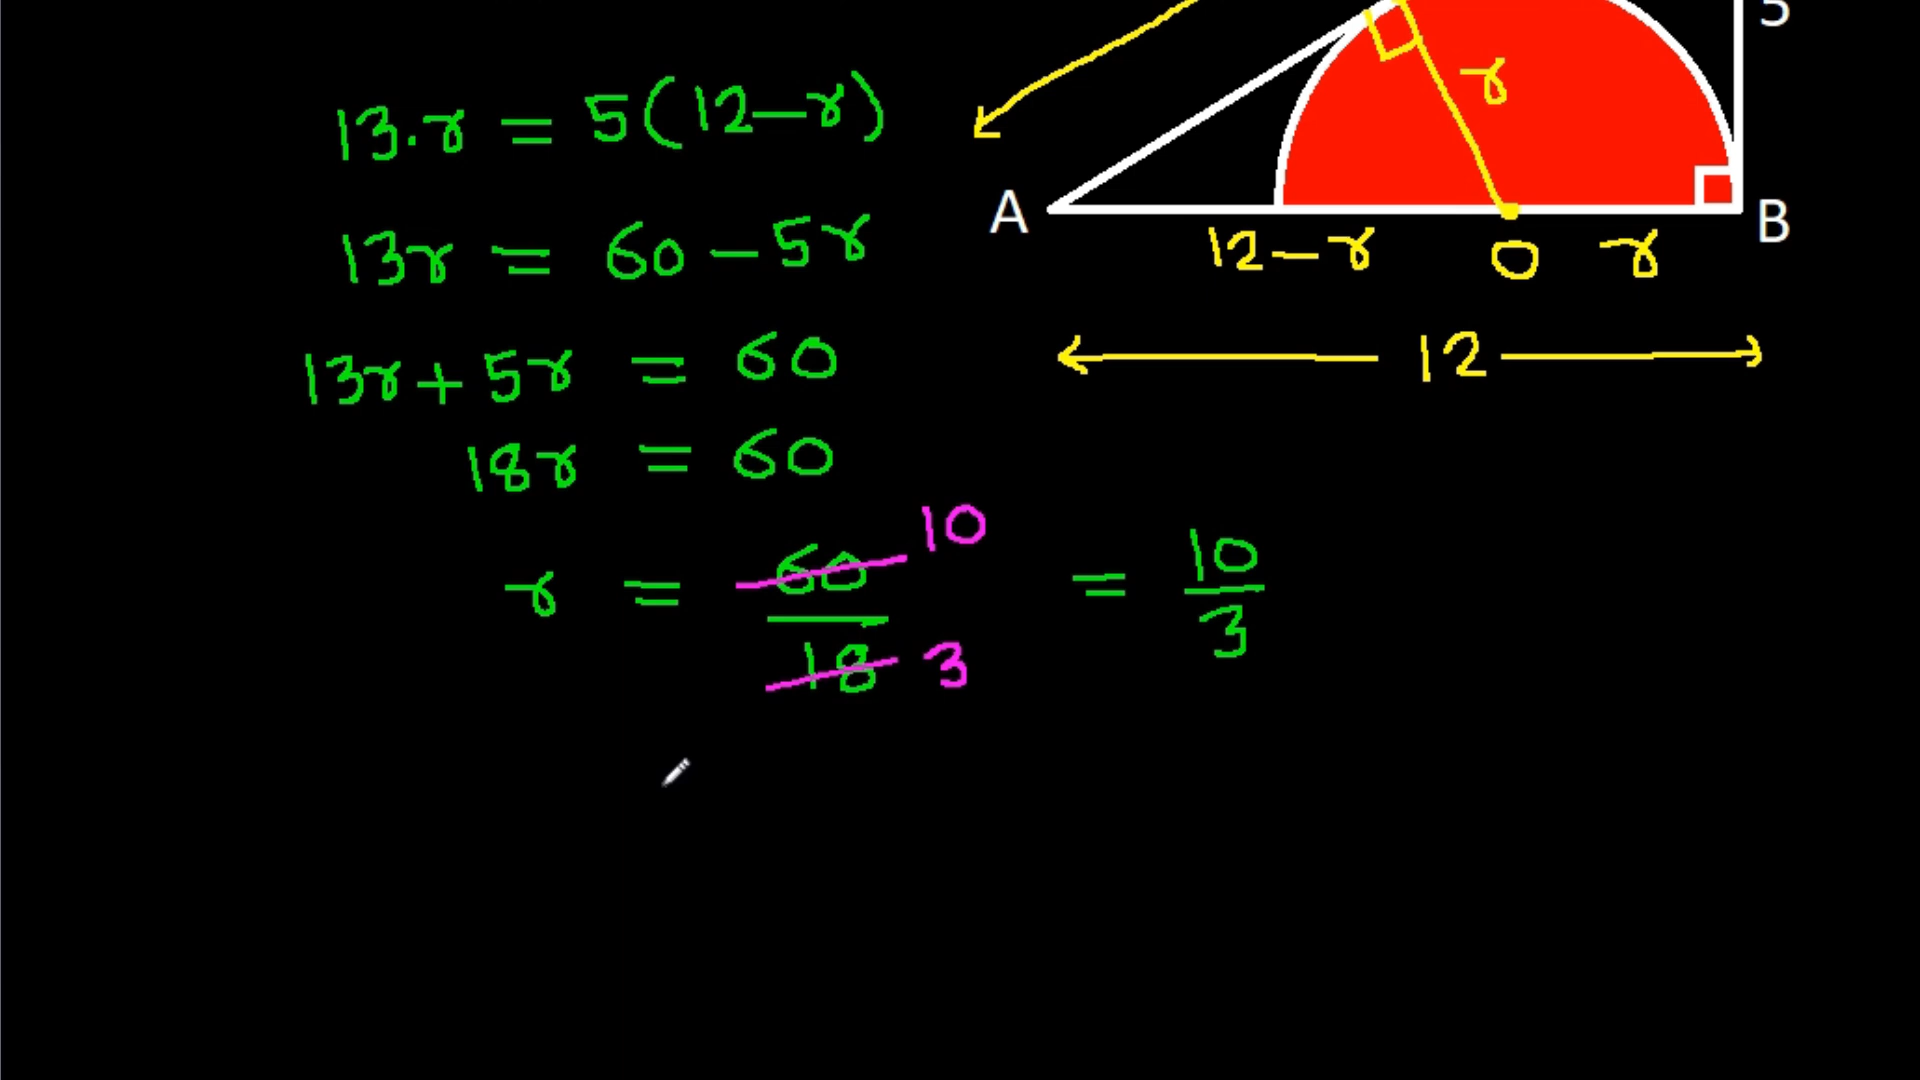 5
r
13.r = 5(12-r)
A
B
12-r
O
r
13r = 60 - 5r
12
13r + 5r = 60
18r = 60
r = 60/18 = 10/3
10
3